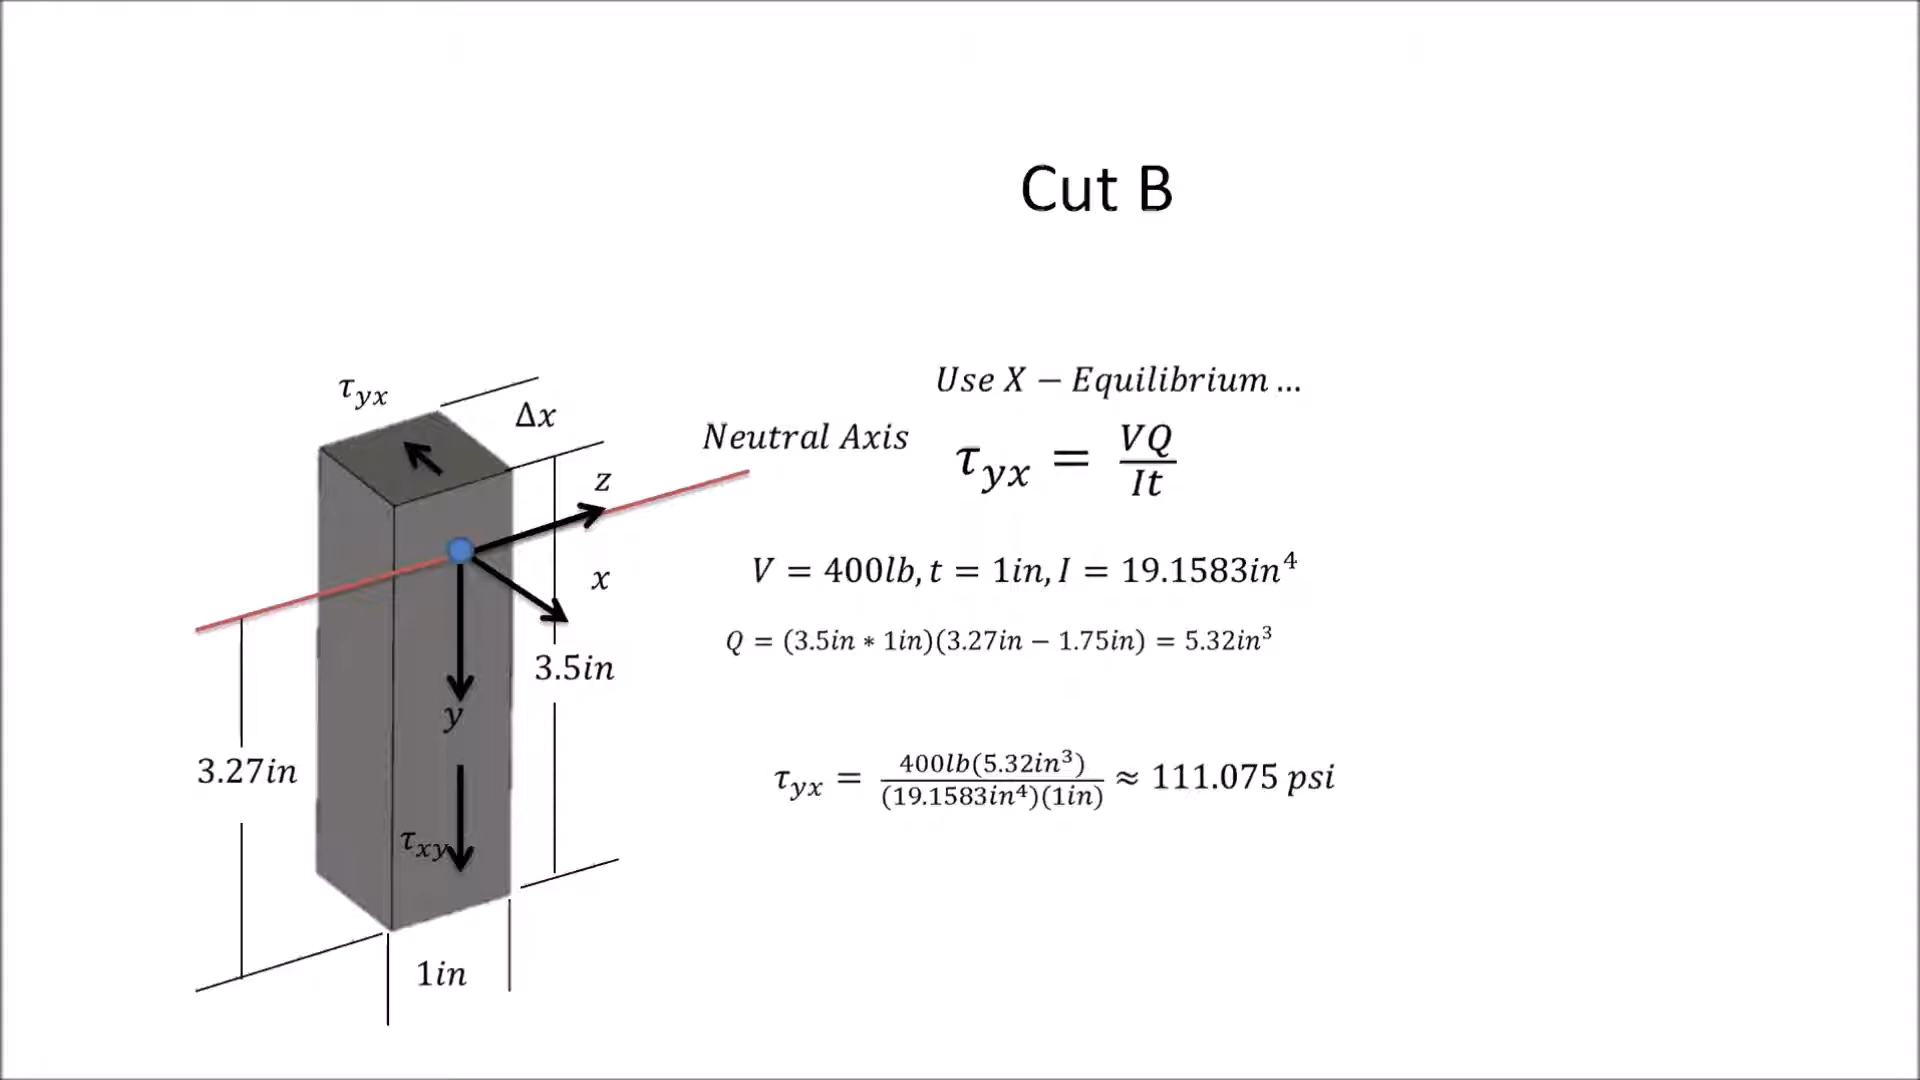 Cut B
Use X − Equilibrium ...
τyx = VQ/It
V = 400lb, t = 1in, I = 19.1583in⁴
Q = (3.5in * 1in)(3.27in − 1.75in) = 5.32in³
τyx = 400lb(5.32in³)/(19.1583in⁴)(1in) ≈ 111.075 psi
τyx
Δx
Neutral Axis
z
x
3.5in
y
3.27in
τxy
1in